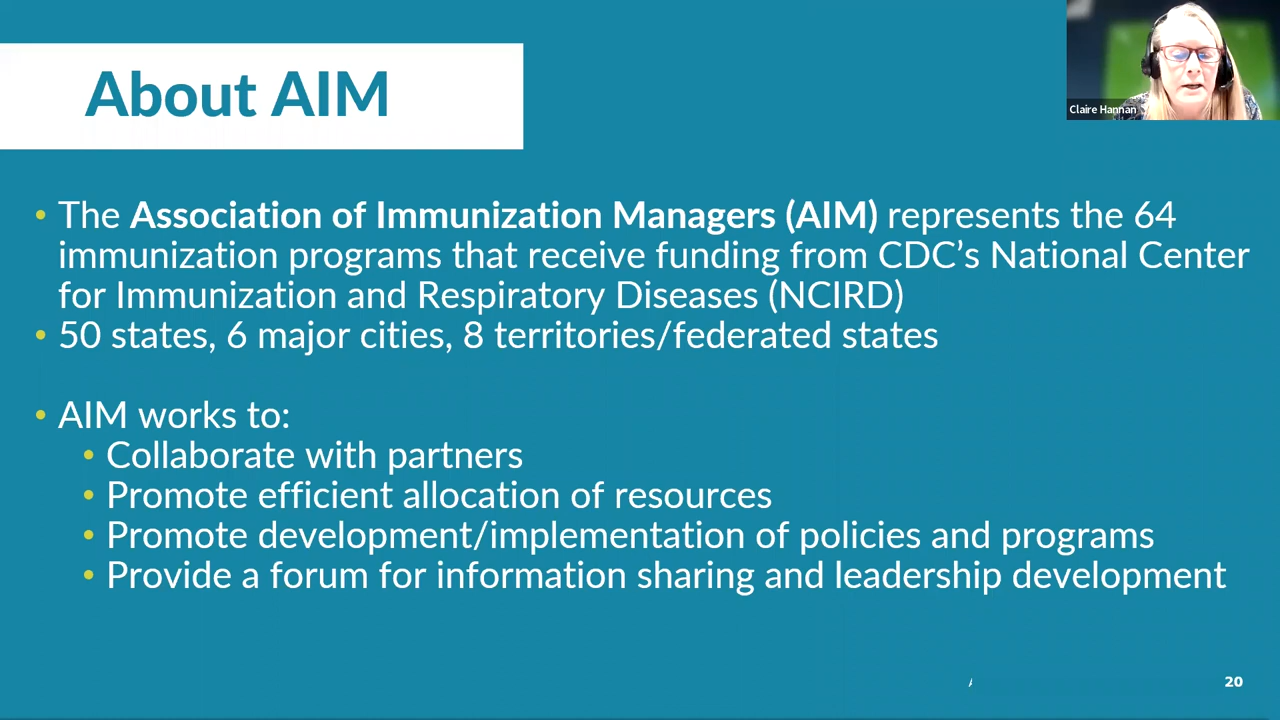 About AIM
Claire Hannan
• The Association of Immunization Managers (AIM) represents the 64
immunization programs that receive funding from CDC’s National Center
for Immunization and Respiratory Diseases (NCIRD)
• 50 states, 6 major cities, 8 territories/federated states
• AIM works to:
• Collaborate with partners
• Promote efficient allocation of resources
• Promote development/implementation of policies and programs
• Provide a forum for information sharing and leadership development
20